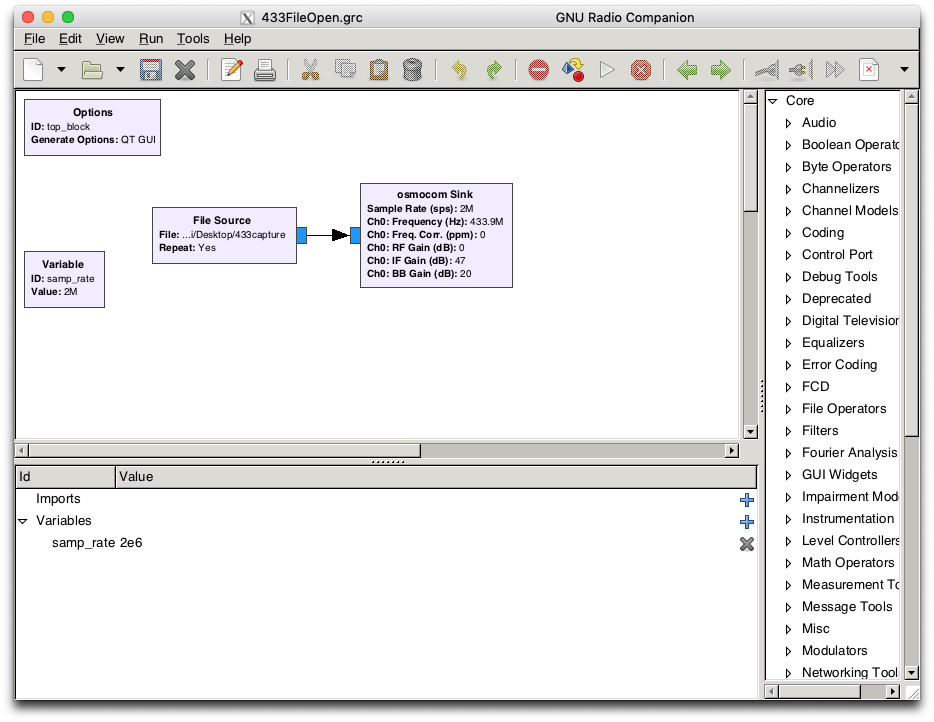 433FileOpen.grc GNU Radio Companion
File Edit View Run Tools Help
Options
ID: top_block
Generate Options: QT GUI
osmocom Sink
Sample Rate (sps): 2M
Ch0: Frequency (Hz): 433.9M
Ch0: Freq. Corr. (ppm): 0
Ch0: RF Gain (dB): 0
Ch0: IF Gain (dB): 47
Ch0: BB Gain (dB): 20
File Source
File: ...i/Desktop/433capture
Repeat: Yes
Variable
ID: samp_rate
Value: 2M
Core
Audio
Boolean Operato
Byte Operators
Channelizers
Channel Models
Coding
Control Port
Debug Tools
Deprecated
Digital Television
Equalizers
Error Coding
FCD
File Operators
Filters
Fourier Analysis
GUI Widgets
Impairment Mod
Instrumentation
Level Controllers
Math Operators
Measurement To
Message Tools
Misc
Modulators
Networking Tool
Id Value
Imports
Variables
samp_rate 2e6